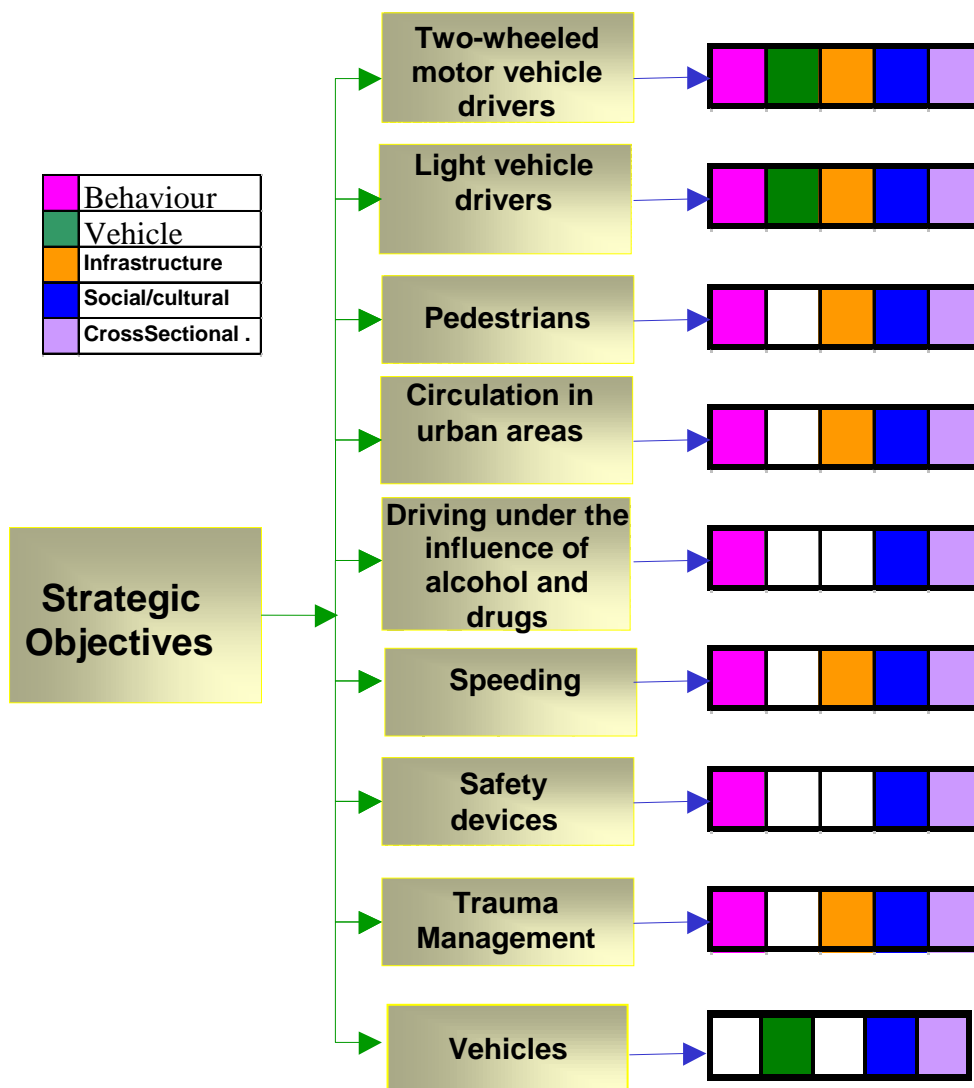 Two-wheeled
motor vehicle
drivers
Light vehicle
drivers
Behaviour
Vehicle
Infrastructure
Social/cultural
CrossSectional .
Pedestrians
Circulation in
urban areas
Driving under the
influence of
alcohol and
drugs
Strategic
Objectives
Speeding
Safety
devices
Trauma
Management
Vehicles